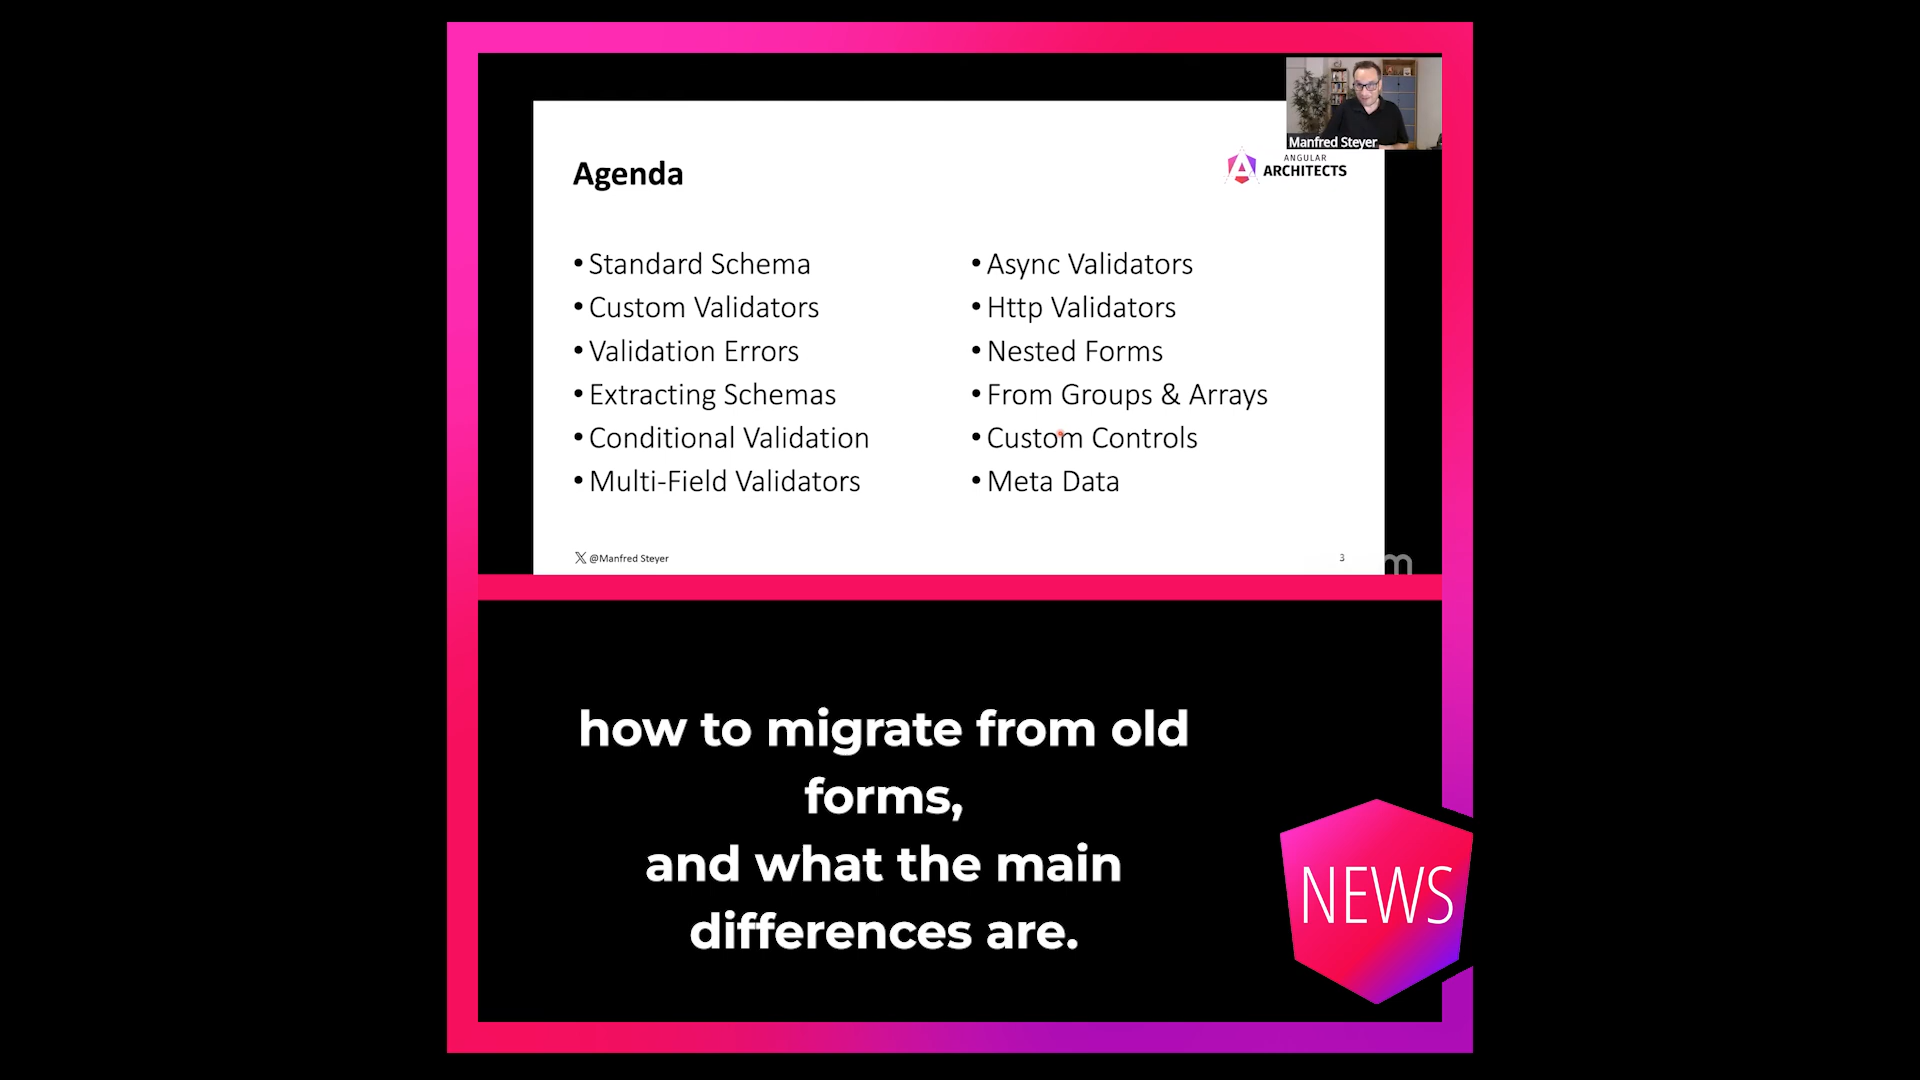 Manfred Steyer
ANGULAR
ARCHITECTS
Agenda
• Standard Schema
• Custom Validators
• Validation Errors
• Extracting Schemas
• Conditional Validation
• Multi-Field Validators
• Async Validators
• Http Validators
• Nested Forms
• From Groups & Arrays
• Custom Controls
• Meta Data
X @Manfred Steyer
3
m
how to migrate from old
forms,
and what the main
differences are.
NEWS